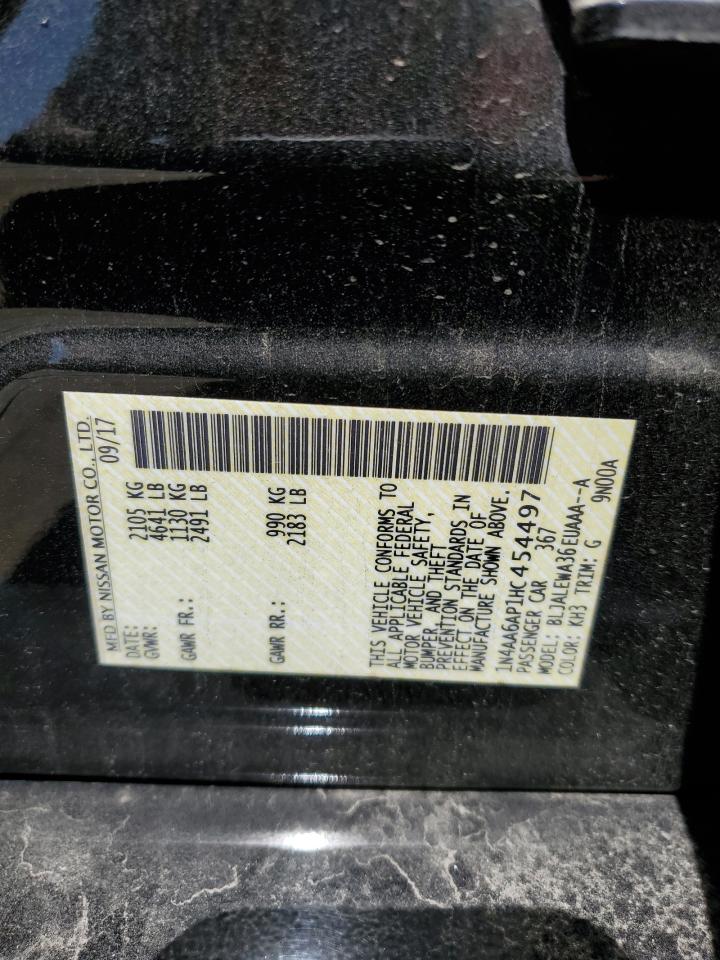 MFD BY NISSAN MOTOR CO., LTD.
DATE: 09/17
GVWR: 2105 KG
4641 LB
GAWR FR.: 1130 KG
2491 LB
GAWR RR.: 990 KG
2183 LB
THIS VEHICLE CONFORMS TO
ALL APPLICABLE FEDERAL
MOTOR VEHICLE SAFETY,
BUMPER, AND THEFT
PREVENTION STANDARDS IN
EFFECT ON THE DATE OF
MANUFACTURE SHOWN ABOVE.
1N4AA6AP1HC454497
PASSENGER CAR 367
MODEL: BLJALEWA36EUAAA--A
COLOR: KH3 TRIM: G 9N00A